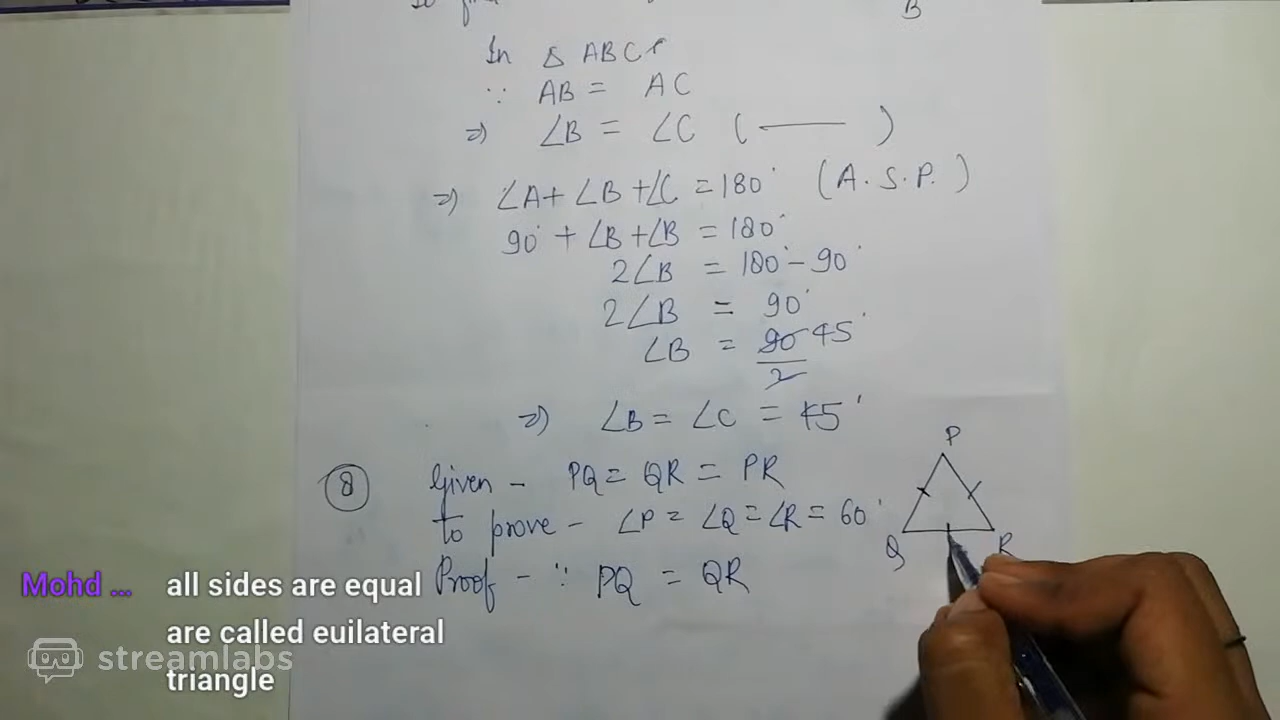 B
In Δ ABC
∵ AB = AC
⇒ ∠B = ∠C ( —— )
⇒ ∠A + ∠B + ∠C = 180° (A.S.P.)
90° + ∠B + ∠B = 180°
2∠B = 180° - 90°
2∠B = 90°
∠B = 90/2 45°
⇒ ∠B = ∠C = 45°
P
8 Given - PQ = QR = PR
to prove - ∠P = ∠Q = ∠R = 60°
Q R
Proof - ∵ PQ = QR
Mohd ... all sides are equal
are called euilateral
triangle
streamlabs